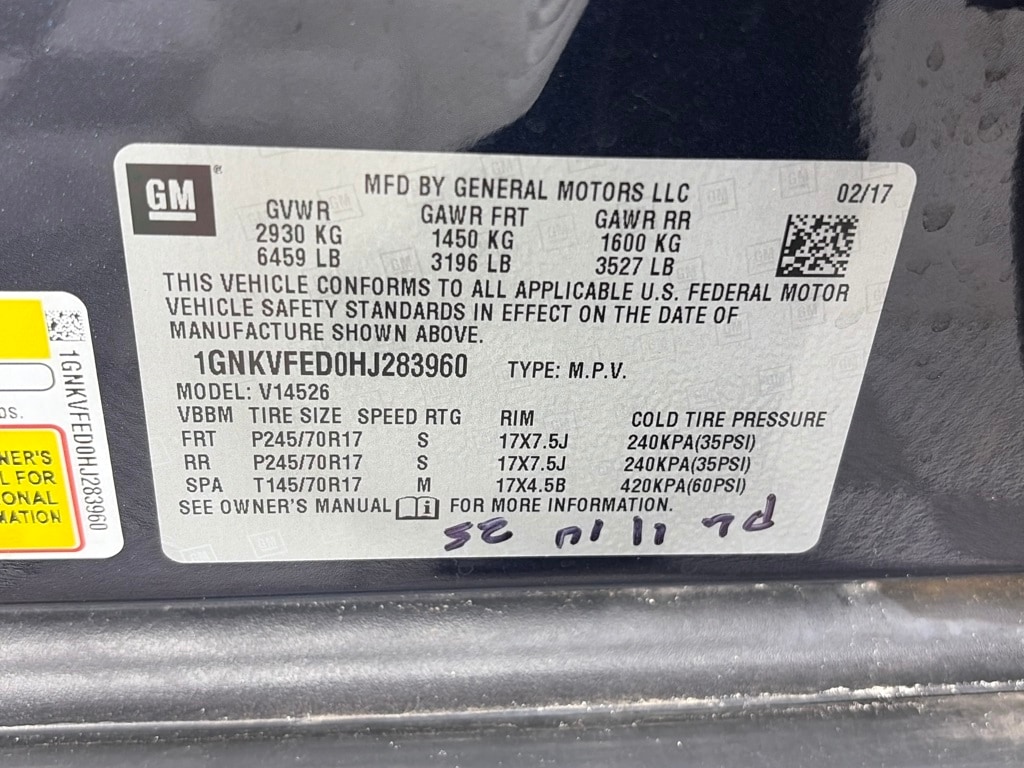 GM
MFD BY GENERAL MOTORS LLC 02/17
GVWR GAWR FRT GAWR RR
2930 KG 1450 KG 1600 KG
6459 LB 3196 LB 3527 LB
THIS VEHICLE CONFORMS TO ALL APPLICABLE U.S. FEDERAL MOTOR
VEHICLE SAFETY STANDARDS IN EFFECT ON THE DATE OF
MANUFACTURE SHOWN ABOVE.
1GNKVFED0HJ283960 TYPE: M.P.V.
MODEL: V14526
VBBM TIRE SIZE SPEED RTG RIM COLD TIRE PRESSURE
FRT P245/70R17 S 17X7.5J 240KPA(35PSI)
RR P245/70R17 S 17X7.5J 240KPA(35PSI)
SPA T145/70R17 M 17X4.5B 420KPA(60PSI)
SEE OWNER'S MANUAL i FOR MORE INFORMATION.
1GNKVFED0HJ283960